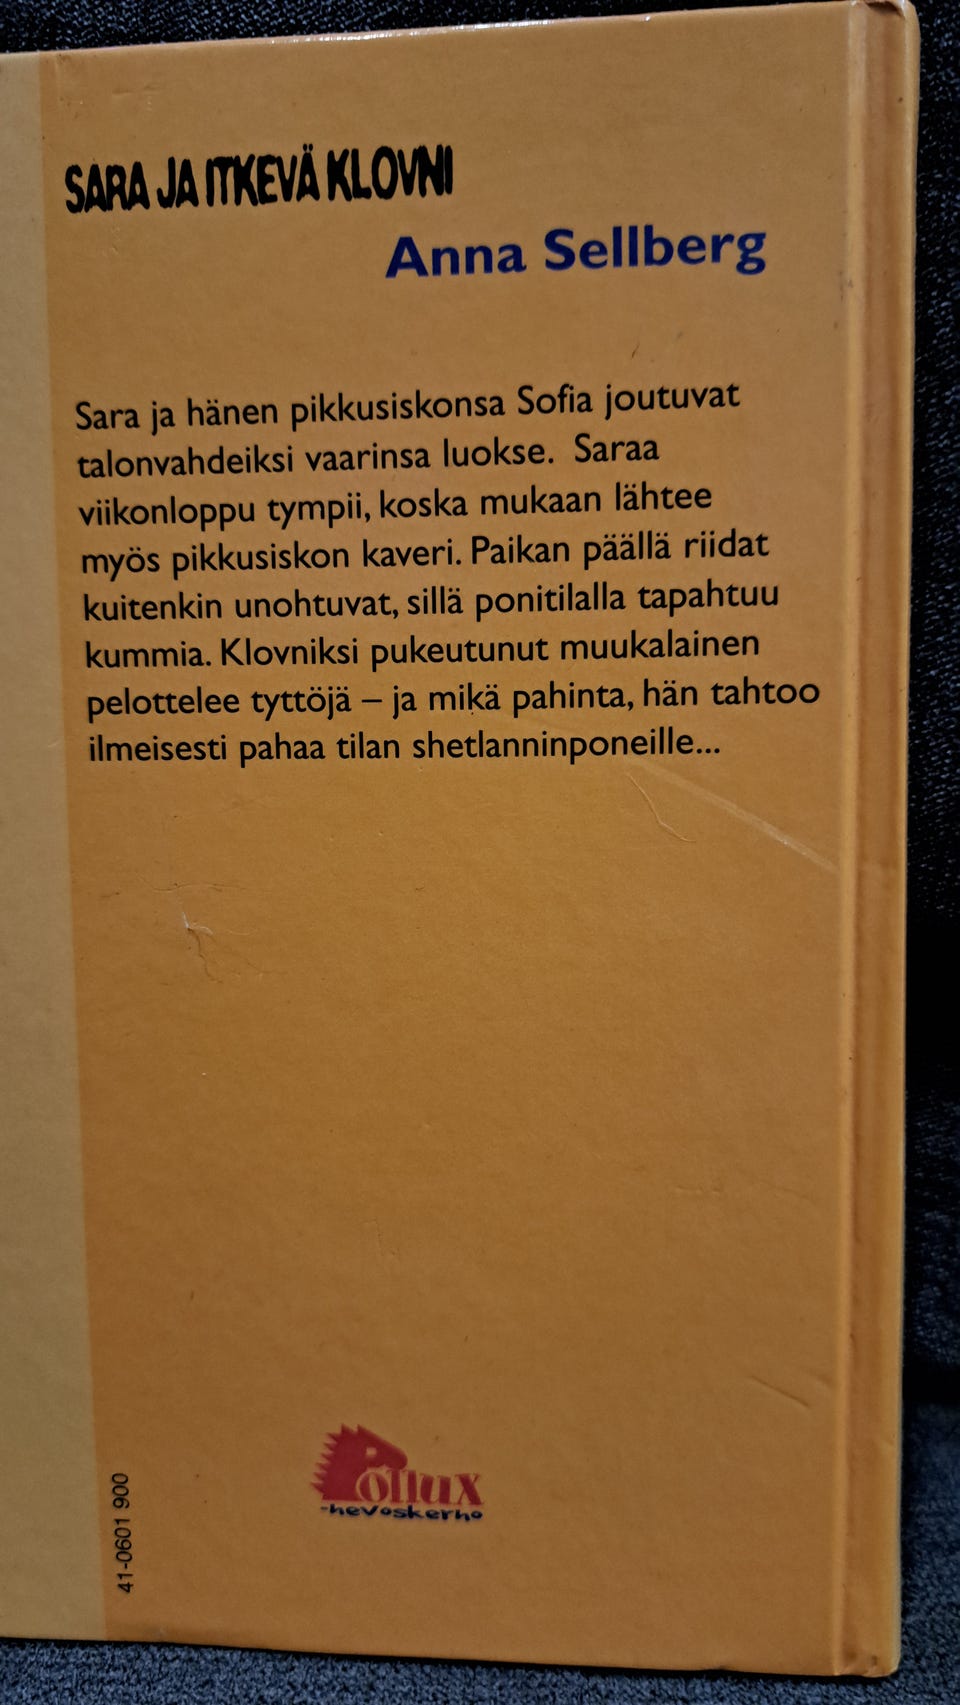 SARA JA ITKEVÄ KLOVNI
Anna Sellberg
Sara ja hänen pikkusiskonsa Sofia joutuvat
talonvahdeiksi vaarinsa luokse. Saraa
viikonloppu tympii, koska mukaan lähtee
myös pikkusiskon kaveri. Paikan päällä riidat
kuitenkin unohtuvat, sillä ponitilalla tapahtuu
kummia. Klovniksi pukeutunut muukalainen
pelottelee tyttöjä – ja mikä pahinta, hän tahtoo
ilmeisesti pahaa tilan shetlanninponeille...
Pollux
-hevoskerho
41-0601 900